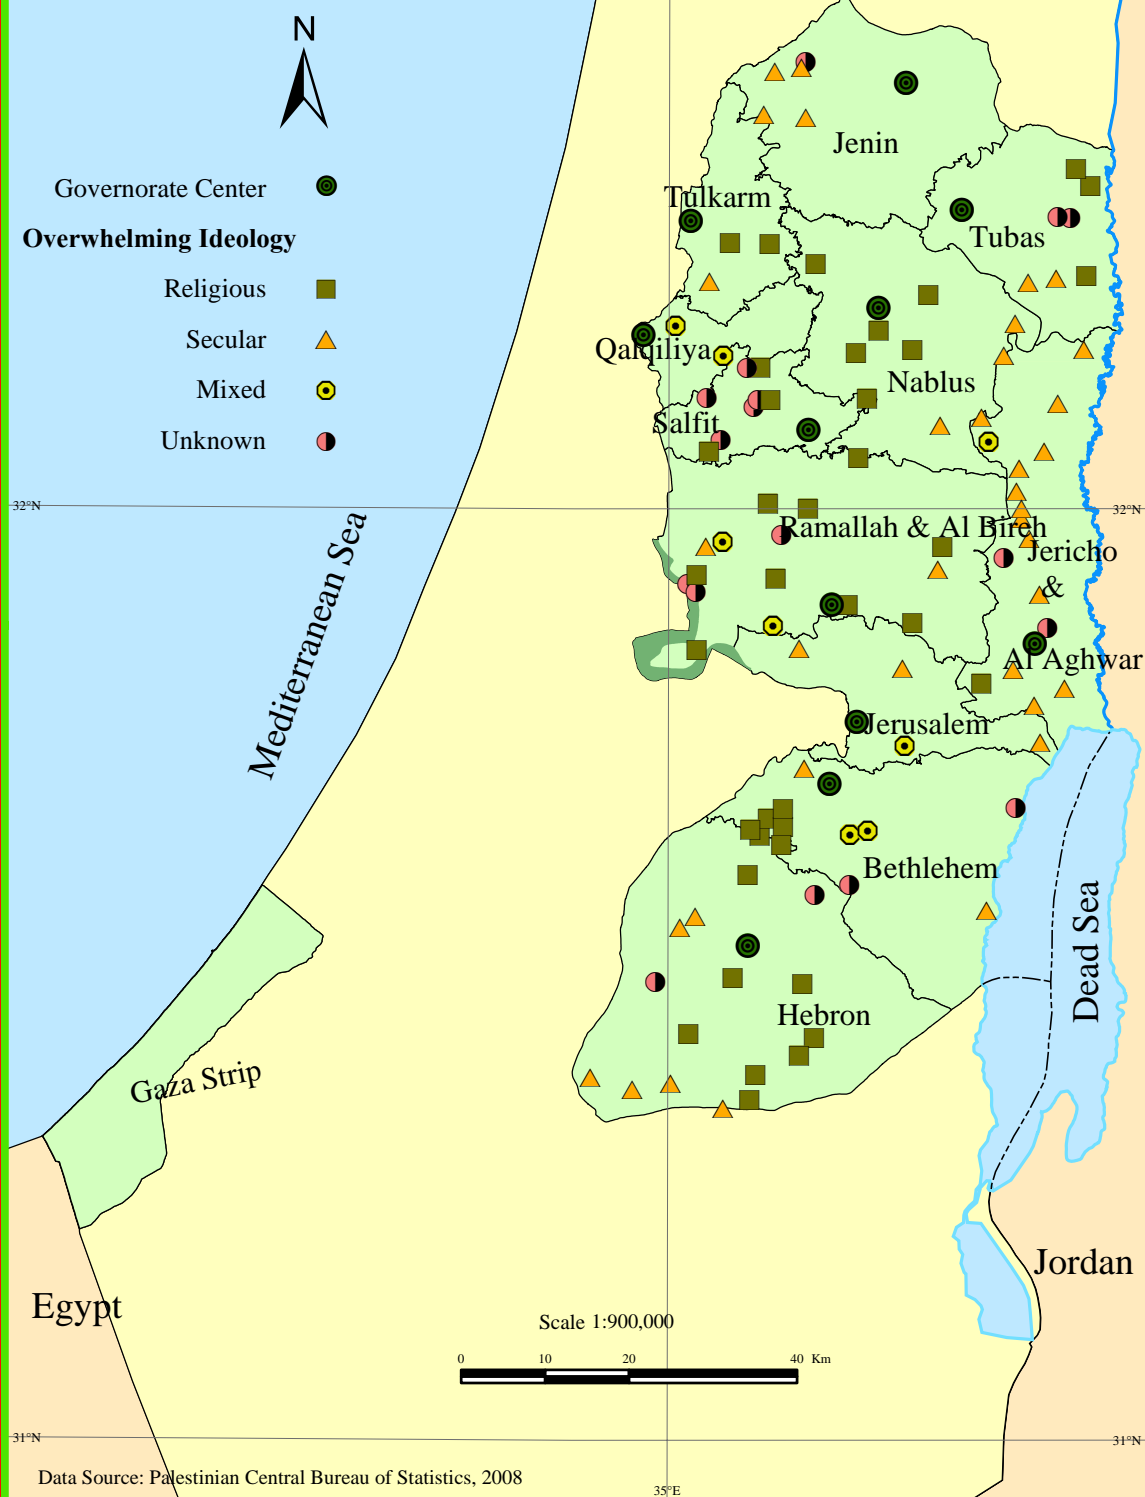 N
Governorate Center
Overwhelming Ideology
Religious
Secular
Mixed
Unknown
Jenin
Tulkarm
Tubas
Qalqiliya
Nablus
Salfit
32°N
32°N
Ramallah & Al Bireh
Jericho
&
Al Aghwar
Mediterranean Sea
Jerusalem
Bethlehem
Dead Sea
Hebron
Gaza Strip
Jordan
Egypt
Scale 1:900,000
0 10 20 40 Km
31°N
31°N
Data Source: Palestinian Central Bureau of Statistics, 2008
35°E